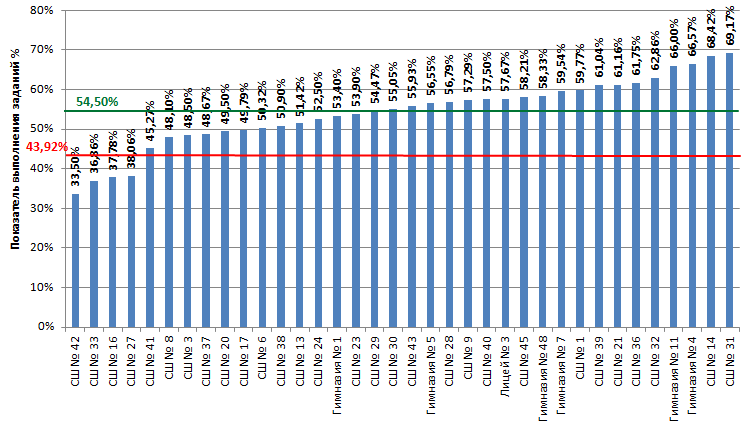 Показатель выполнения заданий %
80%
70%
60%
50%
40%
30%
20%
10%
0%
54,50%
43,92%
33,50%
36,86%
37,78%
38,06%
45,27%
48,10%
48,50%
48,67%
49,50%
49,79%
50,32%
50,90%
51,42%
52,50%
53,40%
53,90%
54,47%
55,05%
55,93%
56,55%
56,79%
57,29%
57,50%
57,67%
58,21%
58,33%
59,54%
59,77%
61,04%
61,16%
61,75%
62,86%
66,00%
66,57%
68,42%
69,17%
СШ № 42
СШ № 33
СШ № 16
СШ № 27
СШ № 41
СШ № 8
СШ № 3
СШ № 37
СШ № 20
СШ № 17
СШ № 6
СШ № 38
СШ № 13
СШ № 24
Гимназия № 1
СШ № 23
СШ № 29
СШ № 30
СШ № 43
Гимназия № 5
СШ № 28
СШ № 9
СШ № 40
Лицей № 3
СШ № 45
Гимназия № 48
Гимназия № 7
СШ № 1
СШ № 39
СШ № 21
СШ № 36
СШ № 32
Гимназия № 11
Гимназия № 4
СШ № 14
СШ № 31